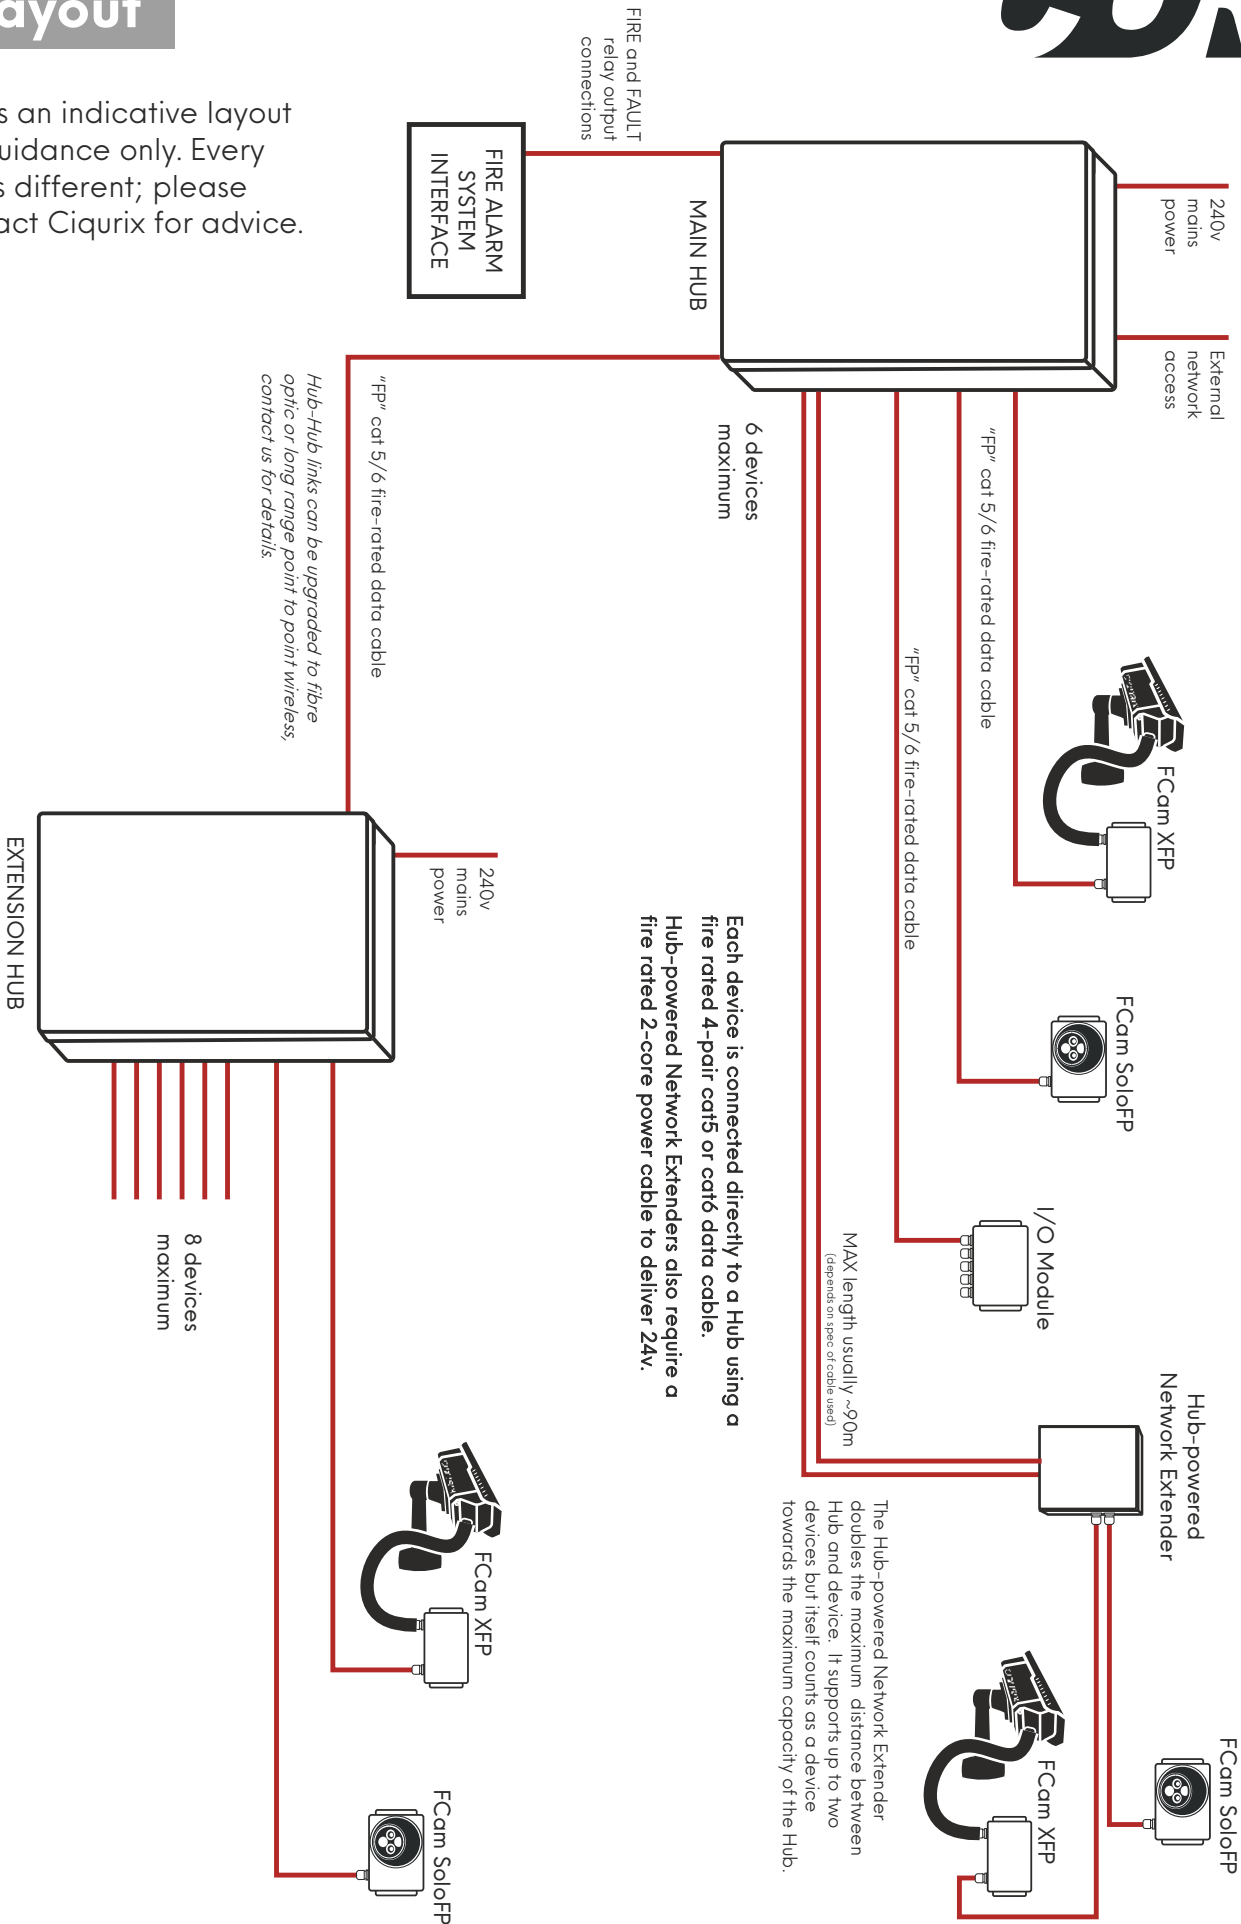 ayout
s an indicative layout
uidance only. Every
s different; please
act Ciqurix for advice.
FIRE and FAULT
relay output
connections
FIRE ALARM
SYSTEM
INTERFACE
MAIN HUB
240v
mains
power
External
network
access
6 devices
maximum
"FP" cat 5/6 fire-rated data cable
"FP" cat 5/6 fire-rated data cable
"FP" cat 5/6 fire-rated data cable
Hub-Hub links can be upgraded to fibre
optic or long range point to point wireless,
contact us for details.
FCam XFP
FCam SoloFP
I/O Module
Hub-powered
Network Extender
MAX length usually ~90m
(depends on spec of cable used)
Each device is connected directly to a Hub using a
fire rated 4-pair cat5 or cat6 data cable.
Hub-powered Network Extenders also require a
fire rated 2-core power cable to deliver 24v.
The Hub-powered Network Extender
doubles the maximum distance between
Hub and device. It supports up to two
devices but itself counts as a device
towards the maximum capacity of the Hub.
FCam SoloFP
FCam XFP
240v
mains
power
EXTENSION HUB
8 devices
maximum
FCam XFP
FCam SoloFP